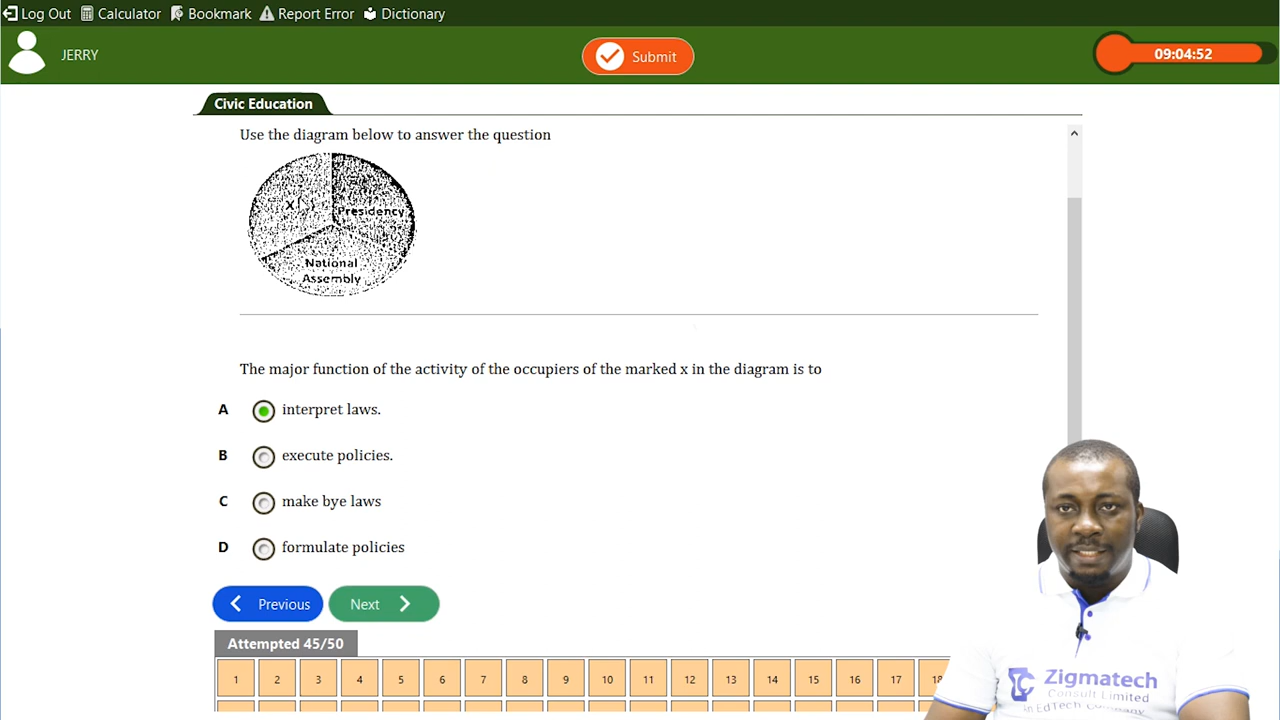 Log Out Calculator Bookmark Report Error Dictionary
JERRY
Submit
09:04:52
Civic Education
Use the diagram below to answer the question
X( )
Presidency
National
Assembly
The major function of the activity of the occupiers of the marked x in the diagram is to
A interpret laws.
B execute policies.
C make bye laws
D formulate policies
Previous Next
Attempted 45/50
1 2 3 4 5 6 7 8 9 10 11 12 13 14 15 16 17 18
Zigmatech
Consult Limited
An EdTech Company